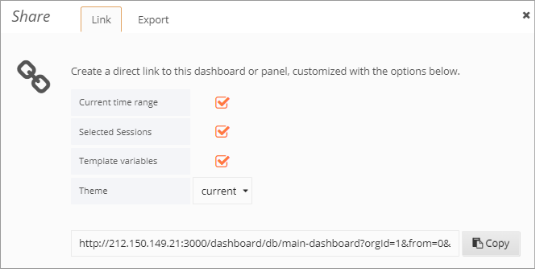 Share Link Export
Create a direct link to this dashboard or panel, customized with the options below.
Current time range
Selected Sessions
Template variables
Theme current
http://212.150.149.21:3000/dashboard/db/main-dashboard?orgId=1&from=0& Copy